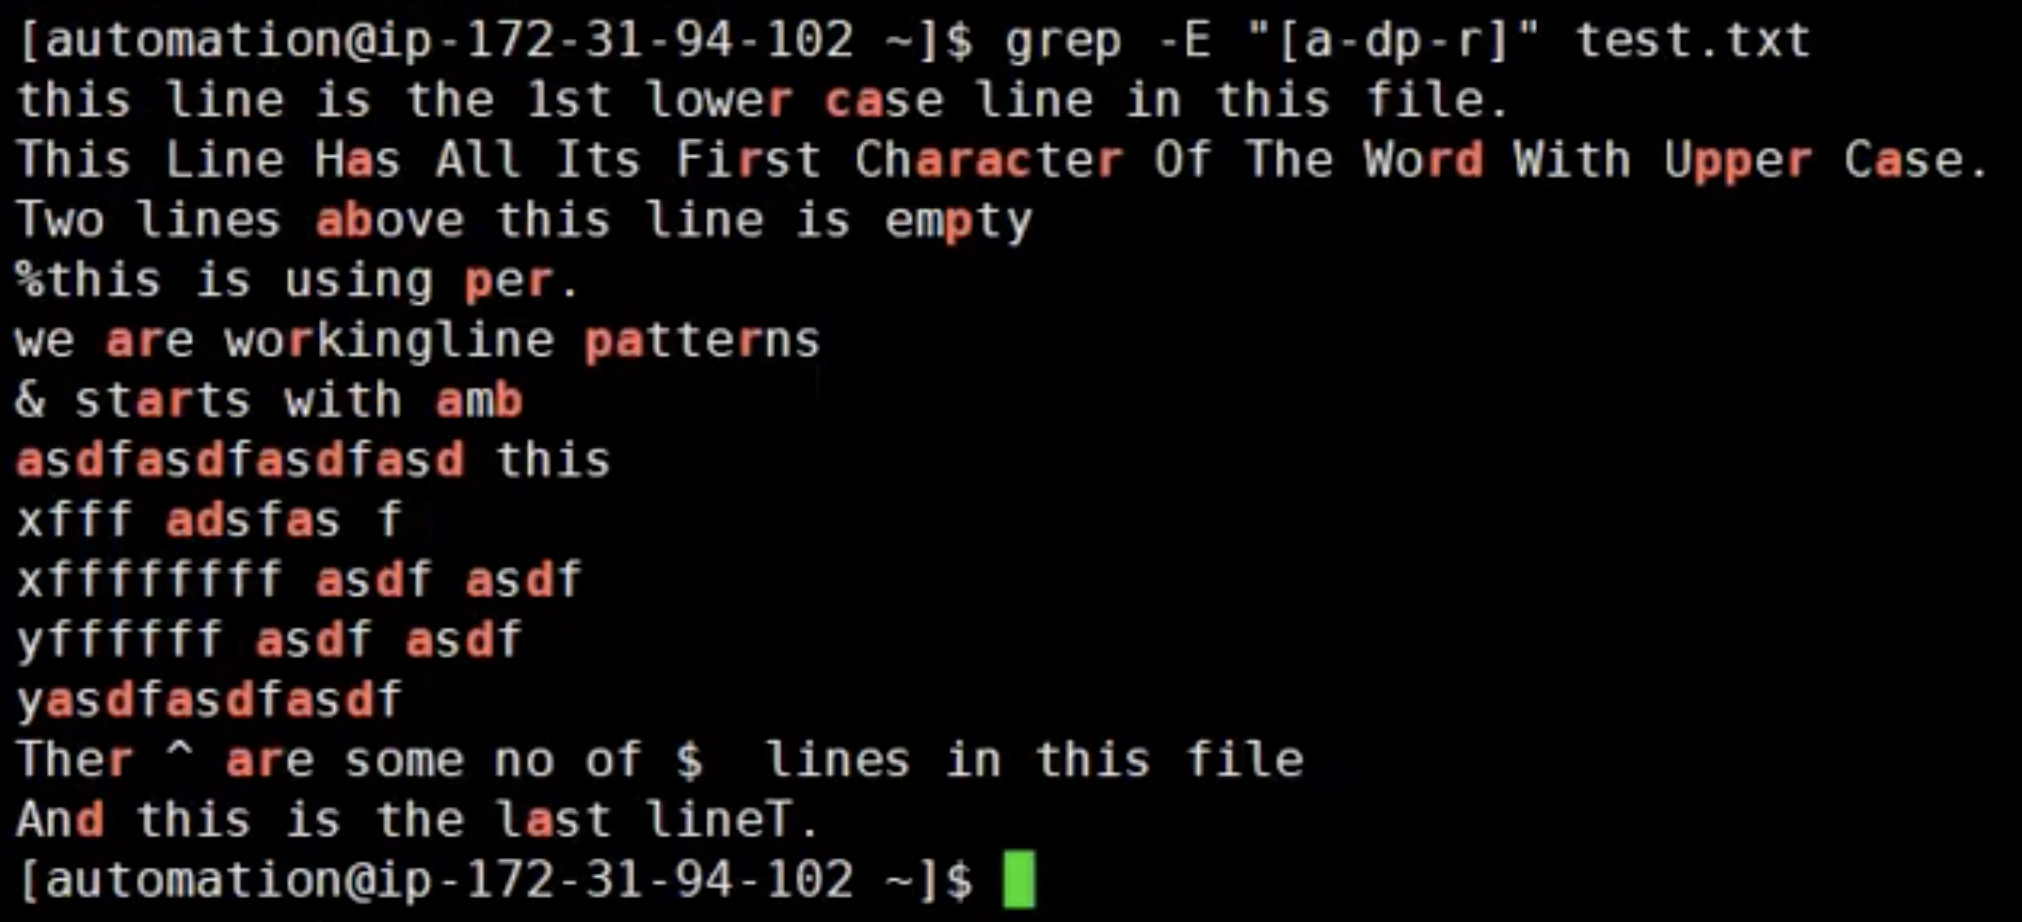 [automation@ip-172-31-94-102 ~]$ grep -E "[a-dp-r]" test.txt
this line is the 1st lower case line in this file.
This Line Has All Its First Character Of The Word With Upper Case.
Two lines above this line is empty
%this is using per.
we are workingline patterns
& starts with amb
asdfasdfasdfasd this
xfff adsfas f
xffffffff asdf asdf
yffffff asdf asdf
yasdfasdfasdf
Ther ^ are some no of $  lines in this file
And this is the last lineT.
[automation@ip-172-31-94-102 ~]$